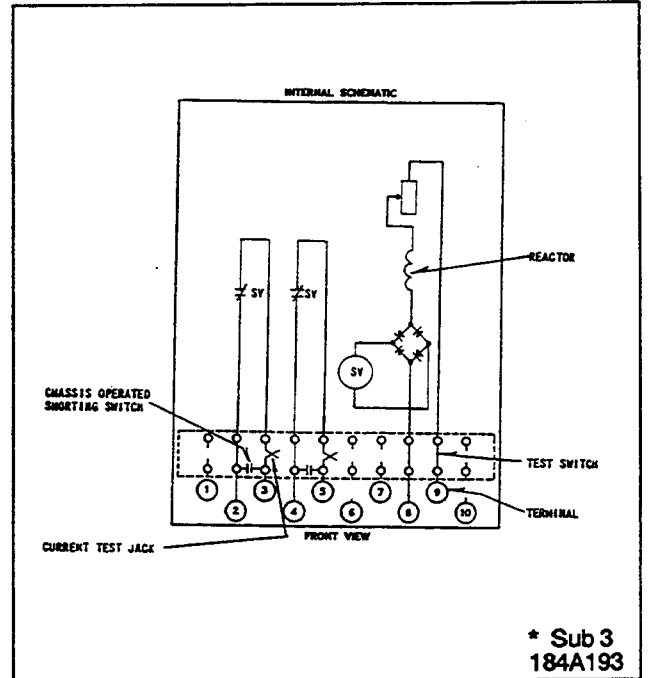 INTERNAL SCHEMATIC
REACTOR
SV SV
SV
CHASSIS OPERATED
SHORTING SWITCH
TEST SWITCH
1 3 5 7 9
TERMINAL
2 4 6 8 10
FRONT VIEW
CURRENT TEST JACK
* Sub 3
184A193